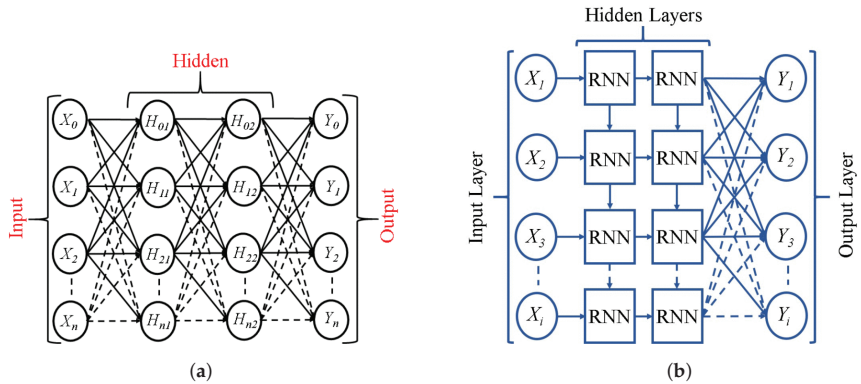 Hidden
Input
X0 H01 H02 Y0
X1 H11 H12 Y1
X2 H21 H22 Y2
Xn Hn1 Hn2 Yn
Output
(a)
Hidden Layers
Input Layer
X1 RNN RNN Y1
X2 RNN RNN Y2
X3 RNN RNN Y3
Xi RNN RNN Yi
Output Layer
(b)